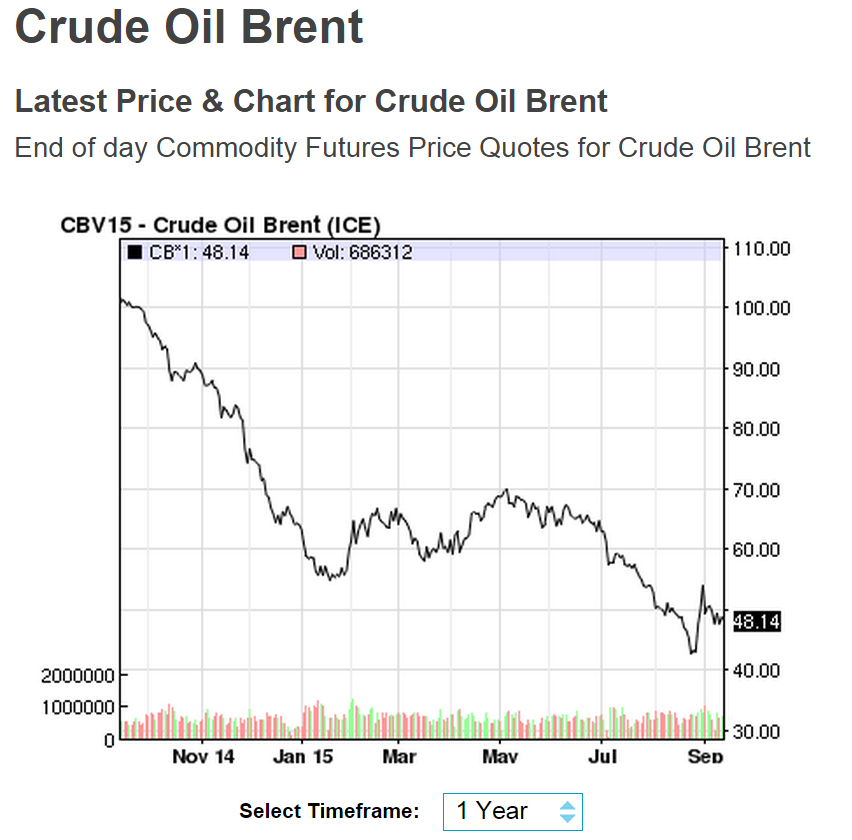 Crude Oil Brent
Latest Price & Chart for Crude Oil Brent
End of day Commodity Futures Price Quotes for Crude Oil Brent
CBV15 - Crude Oil Brent (ICE)
CB*1: 48.14 Vol: 686312
110.00
100.00
90.00
80.00
70.00
60.00
48.14
40.00
30.00
2000000
1000000
0
Nov 14 Jan 15 Mar May Jul Sep
Select Timeframe: 1 Year